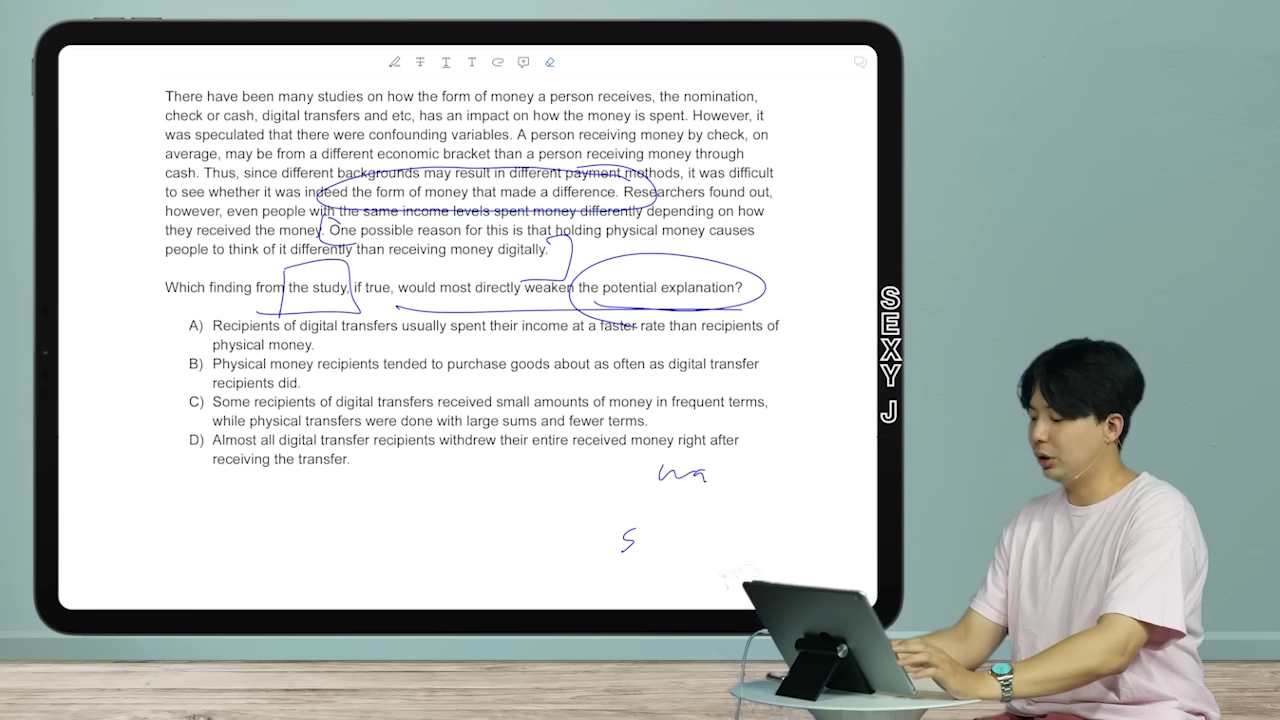 There have been many studies on how the form of money a person receives, the nomination,
check or cash, digital transfers and etc, has an impact on how the money is spent. However, it
was speculated that there were confounding variables. A person receiving money by check, on
average, may be from a different economic bracket than a person receiving money through
cash. Thus, since different backgrounds may result in different payment methods, it was difficult
to see whether it was indeed the form of money that made a difference. Researchers found out,
however, even people with the same income levels spent money differently depending on how
they received the money. One possible reason for this is that holding physical money causes
people to think of it differently than receiving money digitally.
Which finding from the study, if true, would most directly weaken the potential explanation?
A) Recipients of digital transfers usually spent their income at a faster rate than recipients of
physical money.
B) Physical money recipients tended to purchase goods about as often as digital transfer
recipients did.
C) Some recipients of digital transfers received small amounts of money in frequent terms,
while physical transfers were done with large sums and fewer terms.
D) Almost all digital transfer recipients withdrew their entire received money right after
receiving the transfer.
S
SEXY J